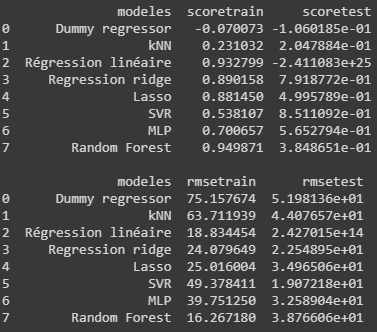 modeles scoretrain scoretest
0 Dummy regressor -0.070073 -1.060185e-01
1 kNN 0.231032 2.047884e-01
2 Régression linéaire 0.932799 -2.411083e+25
3 Regression ridge 0.890158 7.918772e-01
4 Lasso 0.881450 4.995789e-01
5 SVR 0.538107 8.511092e-01
6 MLP 0.700657 5.652794e-01
7 Random Forest 0.949871 3.848651e-01
modeles rmsetrain rmsetest
0 Dummy regressor 75.157674 5.198136e+01
1 kNN 63.711939 4.407657e+01
2 Régression linéaire 18.834454 2.427015e+14
3 Regression ridge 24.079649 2.254895e+01
4 Lasso 25.016004 3.496506e+01
5 SVR 49.378411 1.907218e+01
6 MLP 39.751250 3.258904e+01
7 Random Forest 16.267180 3.876606e+01